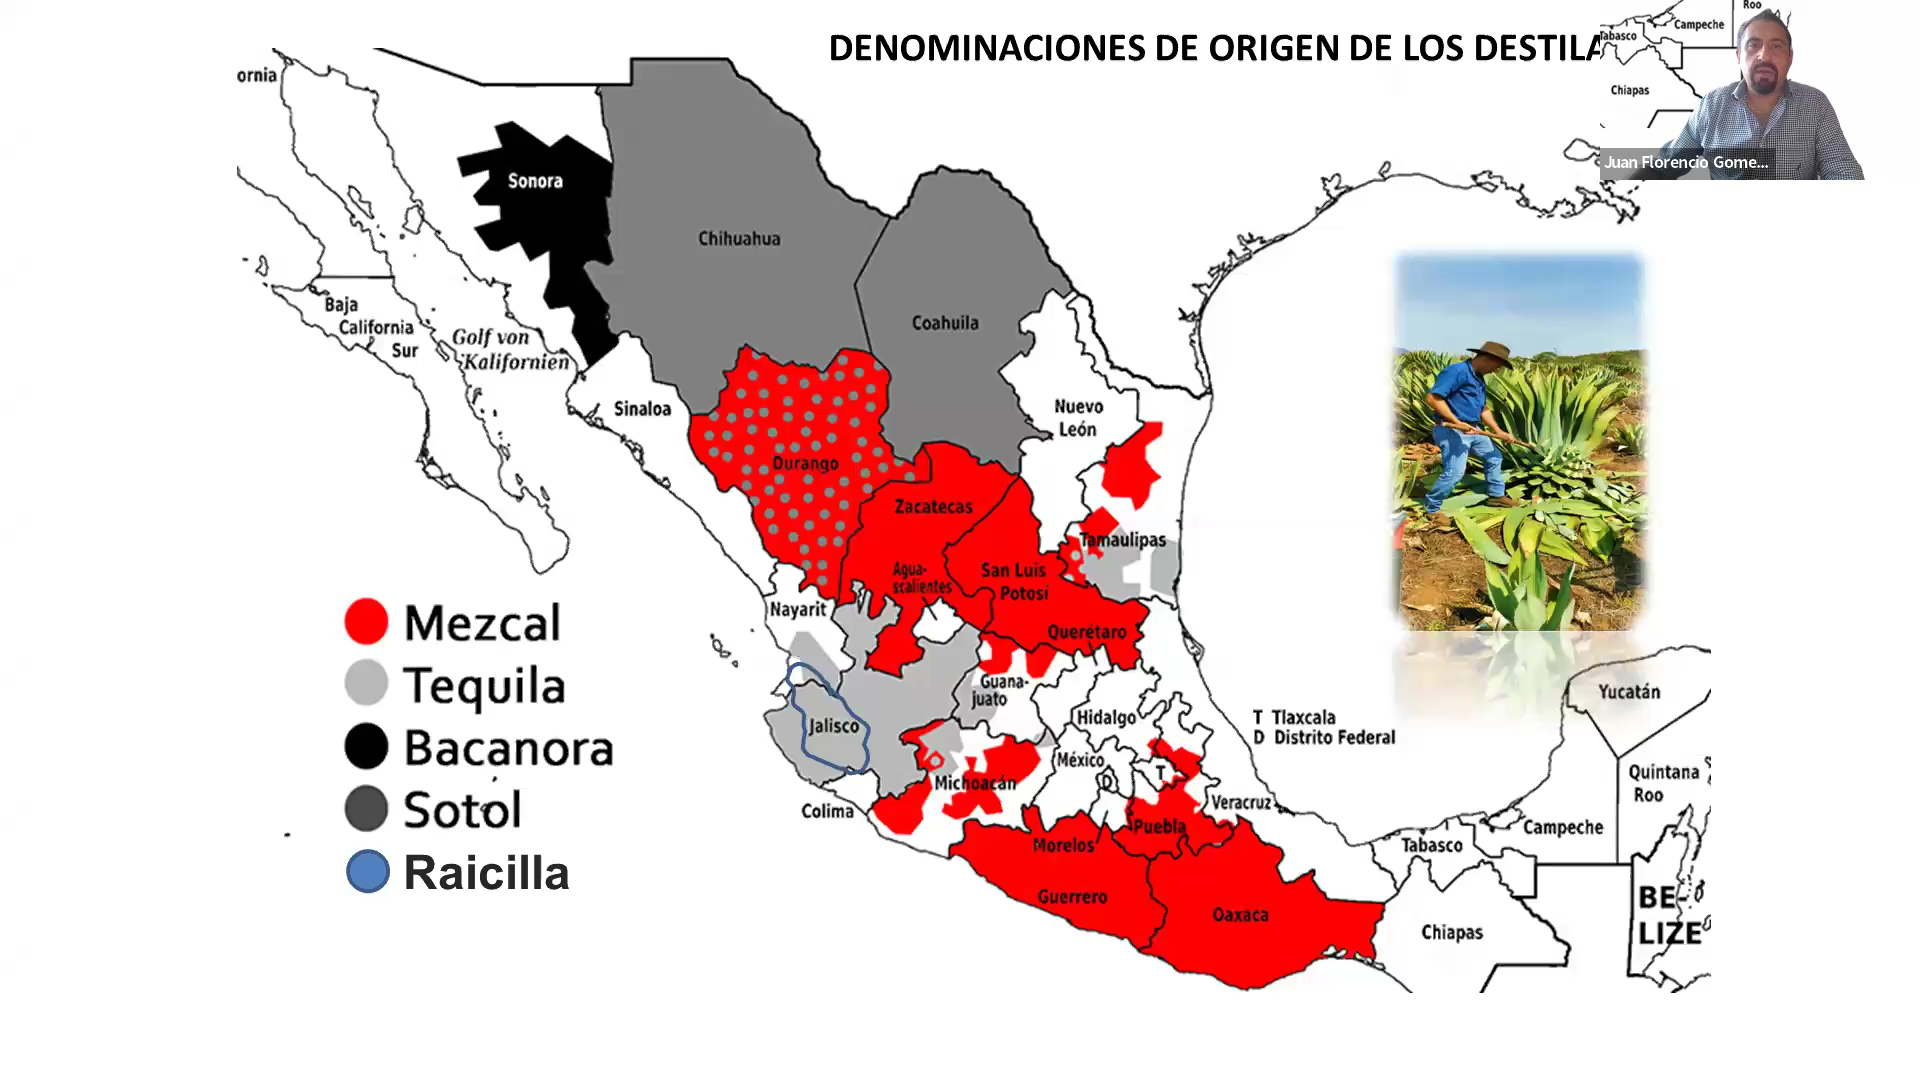 DENOMINACIONES DE ORIGEN DE LOS DESTILA
Roo
Campeche
Tabasco
Chiapas
Juan Florencio Gome...
ornia
Sonora
Chihuahua
Coahuila
Baja
California
Sur
Golf von
Kalifornien
Sinaloa
Nuevo
León
Durango
Zacatecas
Tamaulipas
Agua-
scalientes
San Luis
Potosí
Nayarit
Querétaro
Guana-
juato
Jalisco
Hidalgo
México
D
T
Michoacán
Colima
Veracruz
Puebla
Morelos
Guerrero
Oaxaca
T Tlaxcala
D Distrito Federal
Yucatán
Quintana
Roo
Campeche
Tabasco
Chiapas
BE-
LIZE
Mezcal
Tequila
Bacanora
Sotol
Raicilla